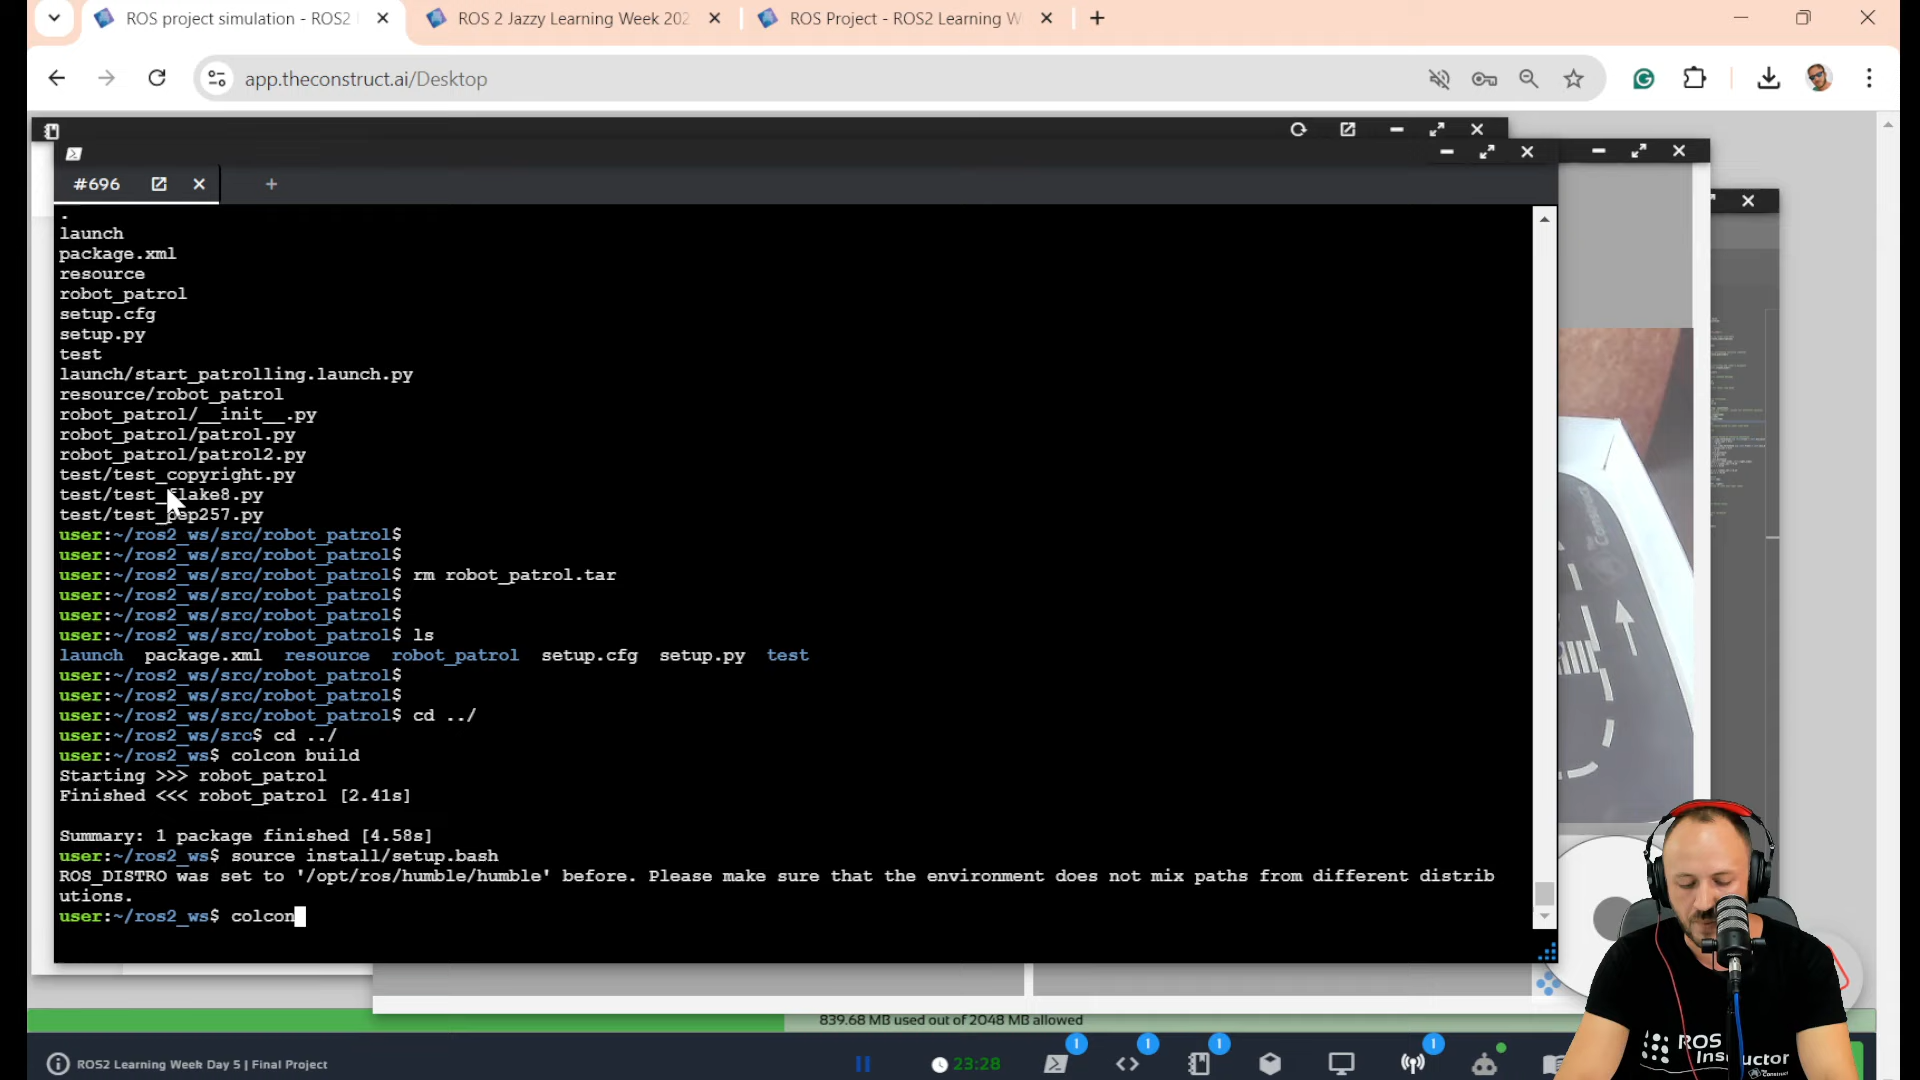 ROS project simulation - ROS2
ROS 2 Jazzy Learning Week 202
ROS Project - ROS2 Learning W
app.theconstruct.ai/Desktop
#696
.
launch
package.xml
resource
robot_patrol
setup.cfg
setup.py
test
launch/start_patrolling.launch.py
resource/robot_patrol
robot_patrol/__init__.py
robot_patrol/patrol.py
robot_patrol/patrol2.py
test/test_copyright.py
test/test_flake8.py
test/test_pep257.py
user:~/ros2_ws/src/robot_patrol$
user:~/ros2_ws/src/robot_patrol$
user:~/ros2_ws/src/robot_patrol$ rm robot_patrol.tar
user:~/ros2_ws/src/robot_patrol$
user:~/ros2_ws/src/robot_patrol$
user:~/ros2_ws/src/robot_patrol$ ls
launch package.xml resource robot_patrol setup.cfg setup.py test
user:~/ros2_ws/src/robot_patrol$
user:~/ros2_ws/src/robot_patrol$
user:~/ros2_ws/src/robot_patrol$ cd ../
user:~/ros2_ws/src$ cd ../
user:~/ros2_ws$ colcon build
Starting >>> robot_patrol
Finished <<< robot_patrol [2.41s]
Summary: 1 package finished [4.58s]
user:~/ros2_ws$ source install/setup.bash
ROS_DISTRO was set to '/opt/ros/humble/humble' before. Please make sure that the environment does not mix paths from different distrib
utions.
user:~/ros2_ws$ colcon
Construct
839.68 MB used out of 2048 MB allowed
ROS2 Learning Week Day 5 | Final Project
23:28
1
1
1
1
ROS
Instructor